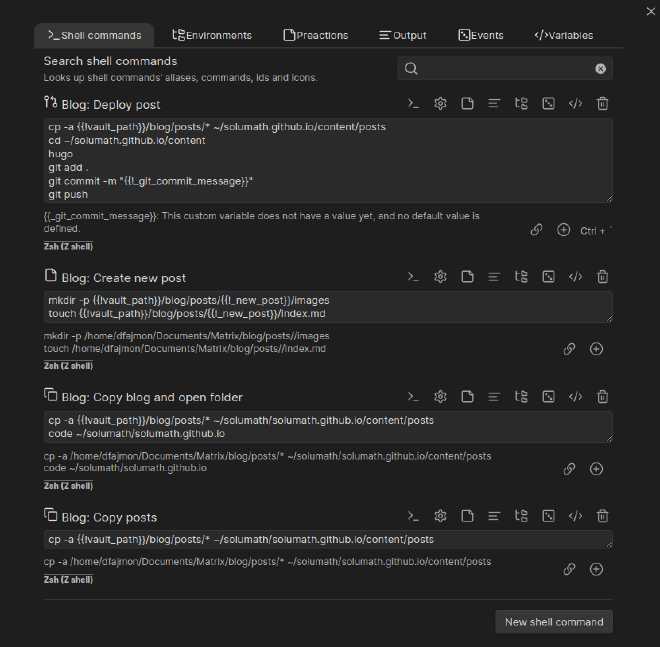 Shell commands
Environments
Preactions
Output
Events
Variables
Search shell commands
Looks up shell commands' aliases, commands, ids and icons.
Blog: Deploy post
cp -a {{!vault_path}}/blog/posts/* ~/solumath.github.io/content/posts
cd ~/solumath.github.io/content
hugo
git add .
git commit -m "{{!_git_commit_message}}"
git push
{{_git_commit_message}}: This custom variable does not have a value yet, and no default value is
defined.
Ctrl + `
Zsh (Z shell)
Blog: Create new post
mkdir -p {{!vault_path}}/blog/posts/{{!_new_post}}/images
touch {{!vault_path}}/blog/posts/{{!_new_post}}/index.md
mkdir -p /home/dfajmon/Documents/Matrix/blog/posts//images
touch /home/dfajmon/Documents/Matrix/blog/posts//index.md
Zsh (Z shell)
Blog: Copy blog and open folder
cp -a {{!vault_path}}/blog/posts/* ~/solumath/solumath.github.io/content/posts
code ~/solumath/solumath.github.io
cp -a /home/dfajmon/Documents/Matrix/blog/posts/* ~/solumath/solumath.github.io/content/posts
code ~/solumath/solumath.github.io
Zsh (Z shell)
Blog: Copy posts
cp -a {{!vault_path}}/blog/posts/* ~/solumath/solumath.github.io/content/posts
cp -a /home/dfajmon/Documents/Matrix/blog/posts/* ~/solumath/solumath.github.io/content/posts
Zsh (Z shell)
New shell command